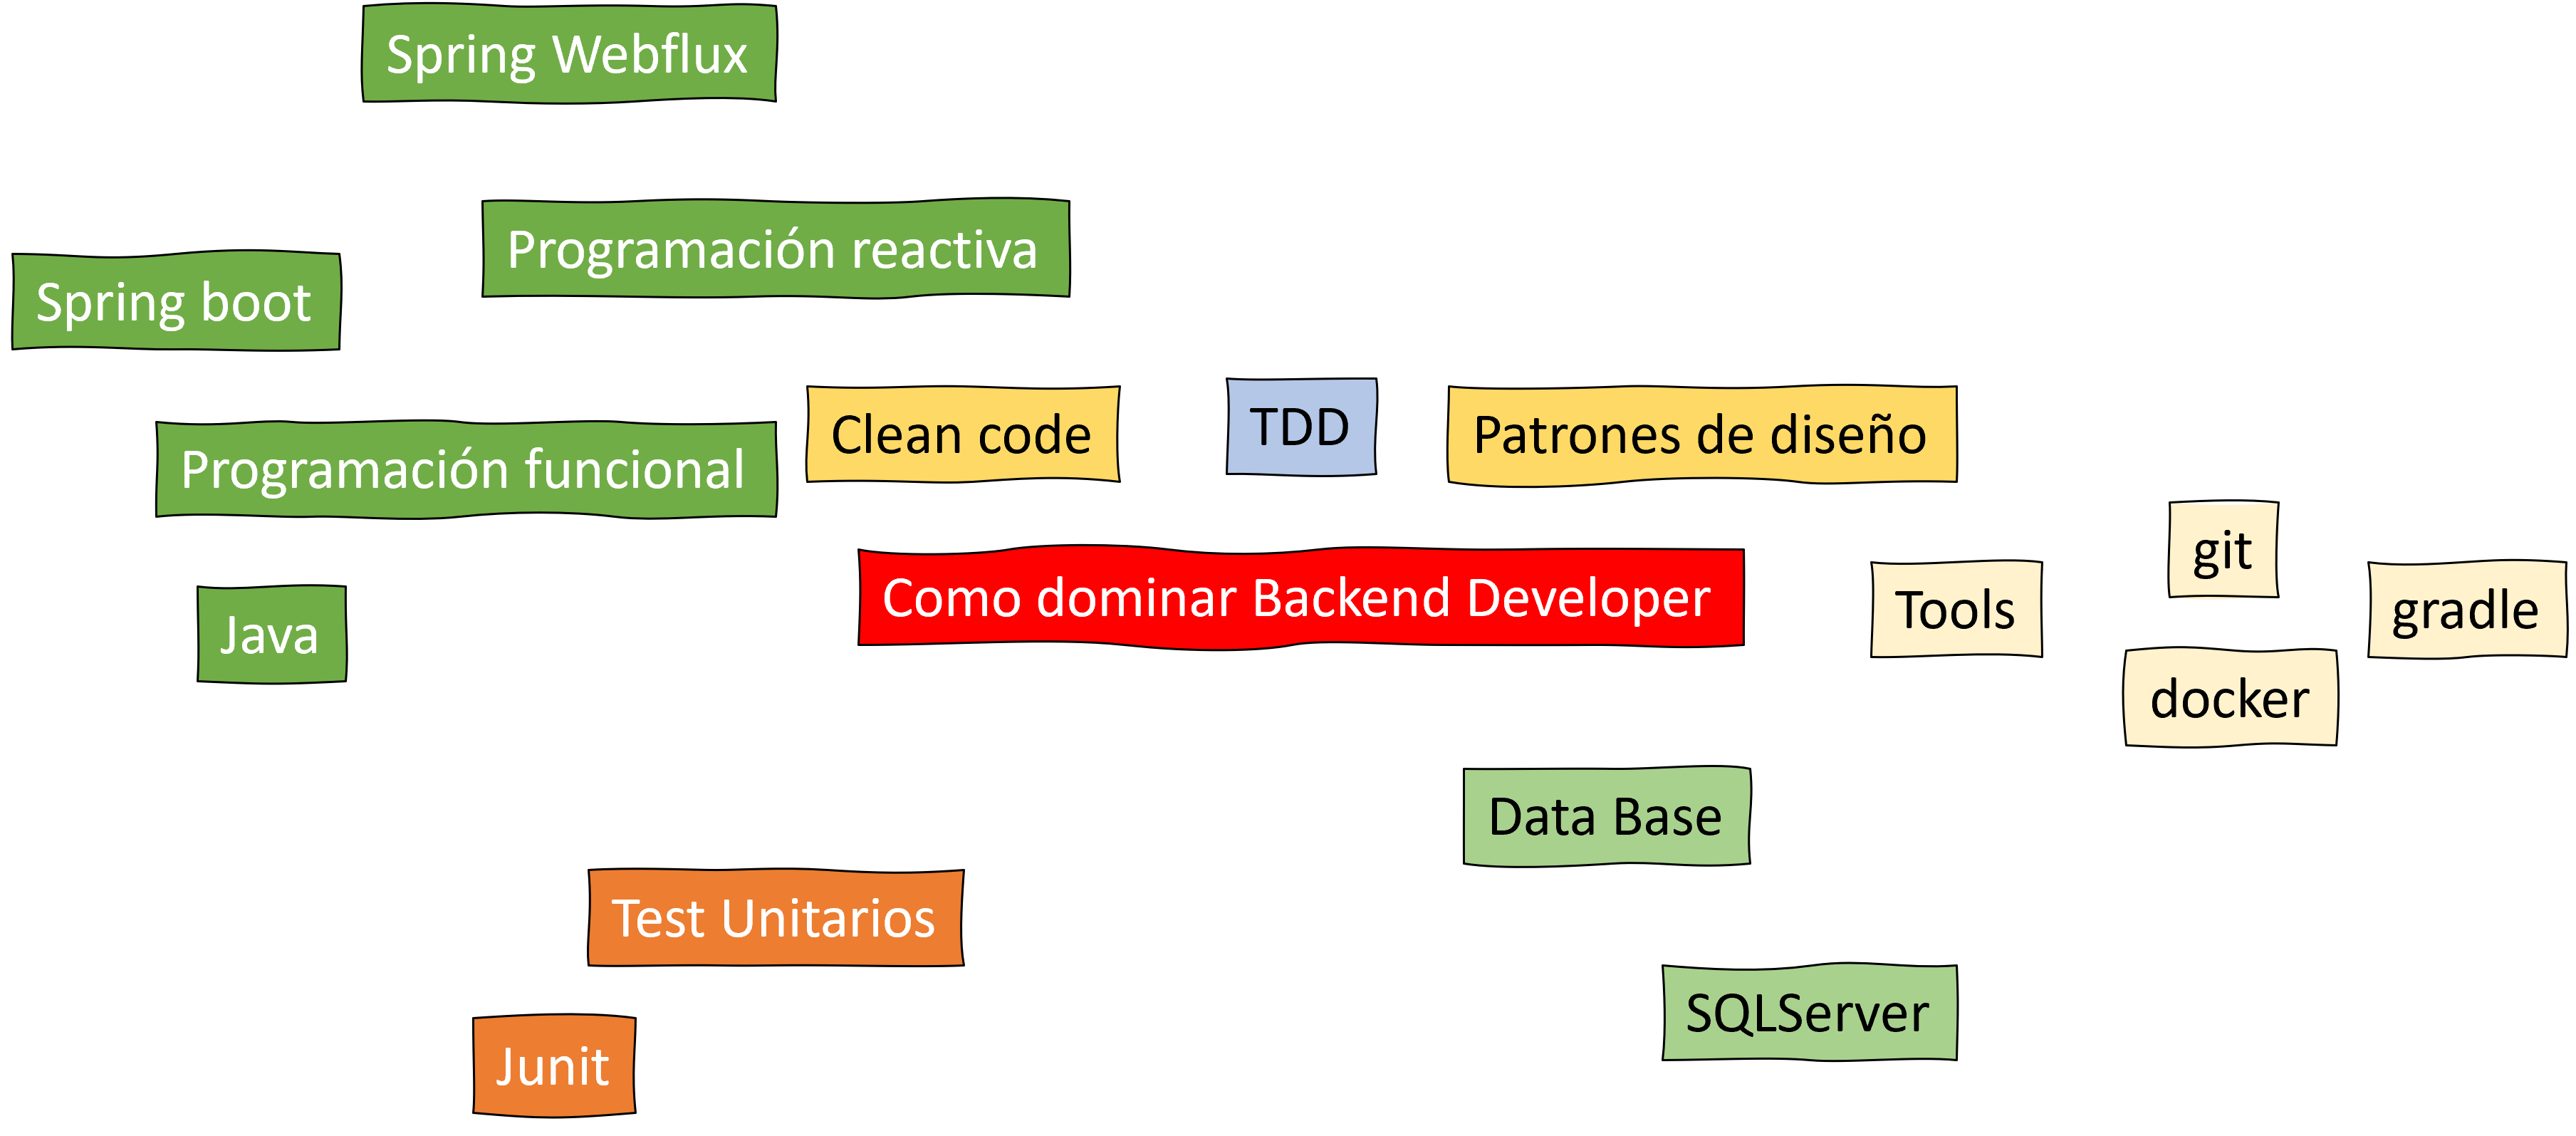 Spring Webflux
Programación reactiva
Spring boot
Clean code
TDD
Patrones de diseño
Programación funcional
git
Como dominar Backend Developer
Tools
gradle
Java
docker
Data Base
Test Unitarios
SQLServer
Junit